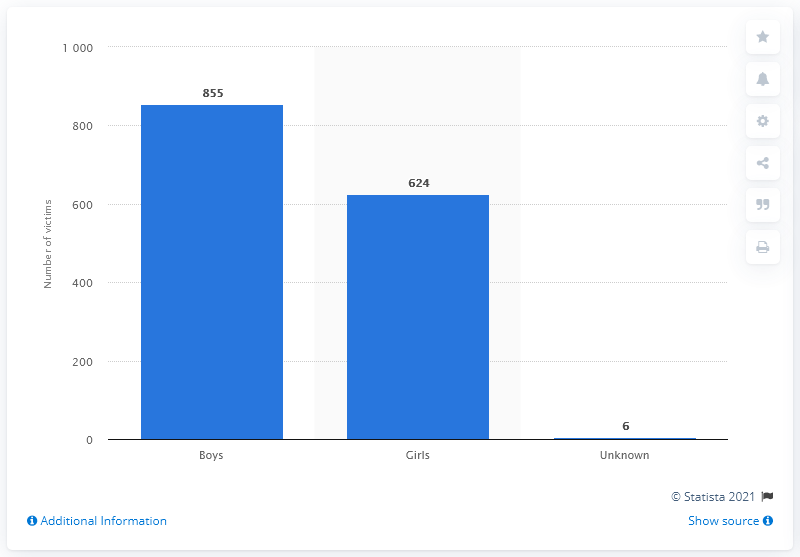 1 000
800
600
400
200
0
Number of victims
855
624
6
Boys
Girls
Unknown
© Statista 2021
Additional Information
Show source